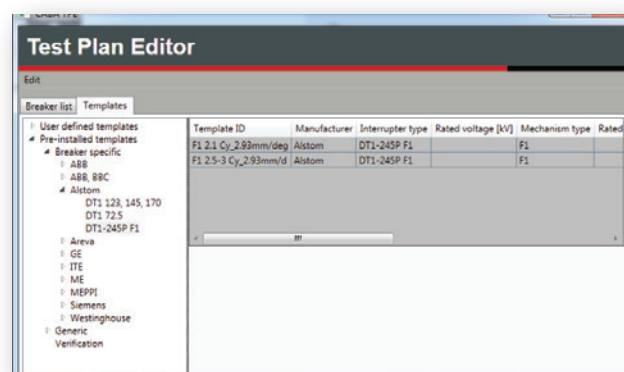 Test Plan Editor
Edit
Breaker list Templates
User defined templates
Pre-installed templates
Breaker specific
ABB
ABB, BBC
Alstom
DT1 123, 145, 170
DT1 72.5
DT1-245P F1
Areva
GE
ITE
ME
MEPPI
Siemens
Westinghouse
Generic
Verification
Template ID Manufacturer Interrupter type Rated voltage [kV] Mechanism type Rated
F1 2.1 Cy_2.93mm/deg Alstom DT1-245P F1 F1
F1 2.5-3 Cy_2.93mm/d Alstom DT1-245P F1 F1